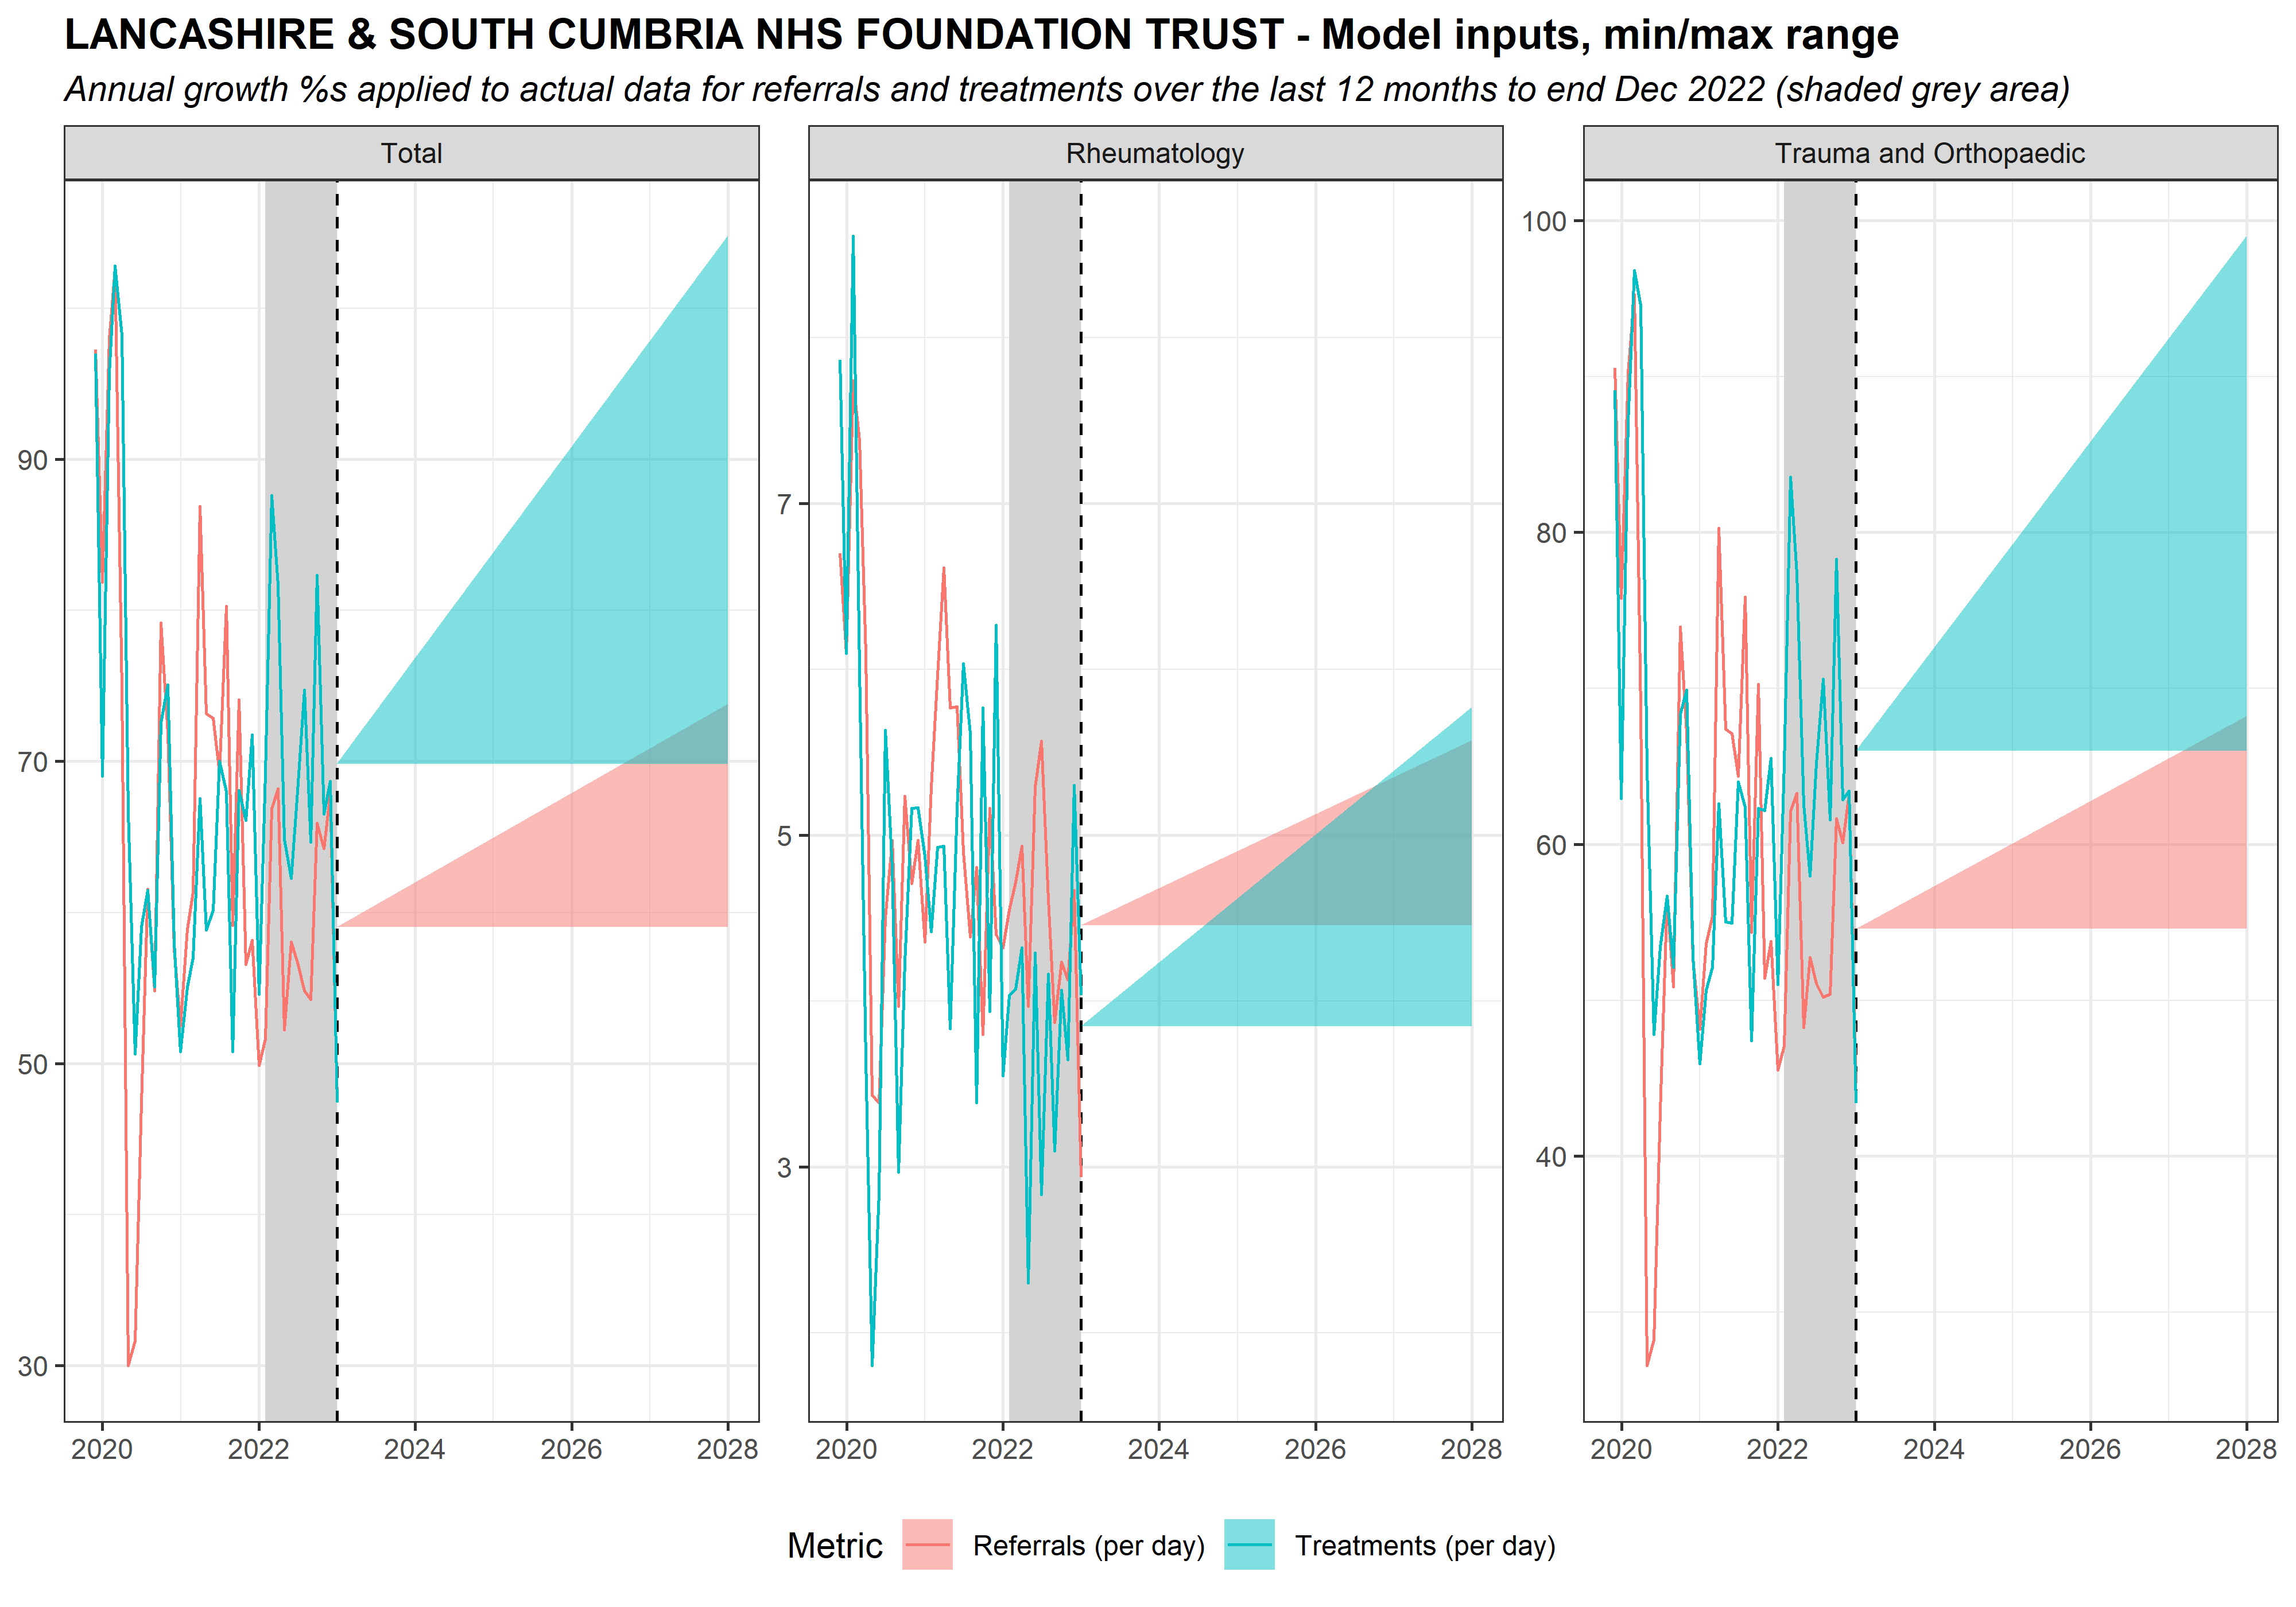 LANCASHIRE & SOUTH CUMBRIA NHS FOUNDATION TRUST - Model inputs, min/max range
Annual growth %s applied to actual data for referrals and treatments over the last 12 months to end Dec 2022 (shaded grey area)
Total
Rheumatology
Trauma and Orthopaedic
90
70
50
30
7
5
3
100
80
60
40
2020 2022 2024 2026 2028
2020 2022 2024 2026 2028
2020 2022 2024 2026 2028
Metric Referrals (per day) Treatments (per day)